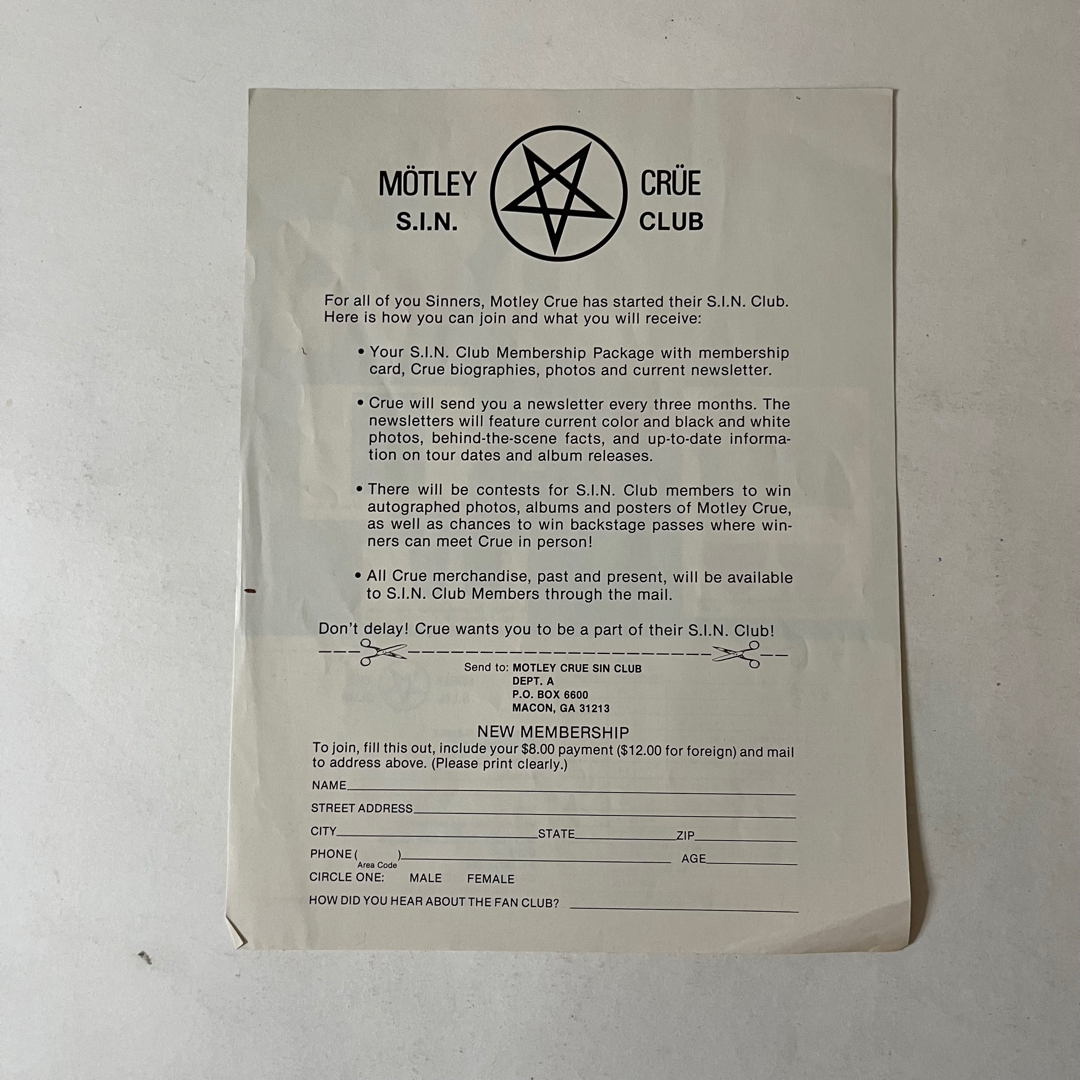 MÖTLEY CRÜE
S.I.N. CLUB
For all of you Sinners, Motley Crue has started their S.I.N. Club.
Here is how you can join and what you will receive:
• Your S.I.N. Club Membership Package with membership
card, Crue biographies, photos and current newsletter.
• Crue will send you a newsletter every three months. The
newsletters will feature current color and black and white
photos, behind-the-scene facts, and up-to-date informa-
tion on tour dates and album releases.
• There will be contests for S.I.N. Club members to win
autographed photos, albums and posters of Motley Crue,
as well as chances to win backstage passes where win-
ners can meet Crue in person!
• All Crue merchandise, past and present, will be available
to S.I.N. Club Members through the mail.
Don't delay! Crue wants you to be a part of their S.I.N. Club!
Send to: MOTLEY CRUE SIN CLUB
DEPT. A
P.O. BOX 6600
MACON, GA 31213
NEW MEMBERSHIP
To join, fill this out, include your $8.00 payment ($12.00 for foreign) and mail
to address above. (Please print clearly.)
NAME
STREET ADDRESS
CITY STATE ZIP
PHONE ( ) AGE
Area Code
CIRCLE ONE: MALE FEMALE
HOW DID YOU HEAR ABOUT THE FAN CLUB?